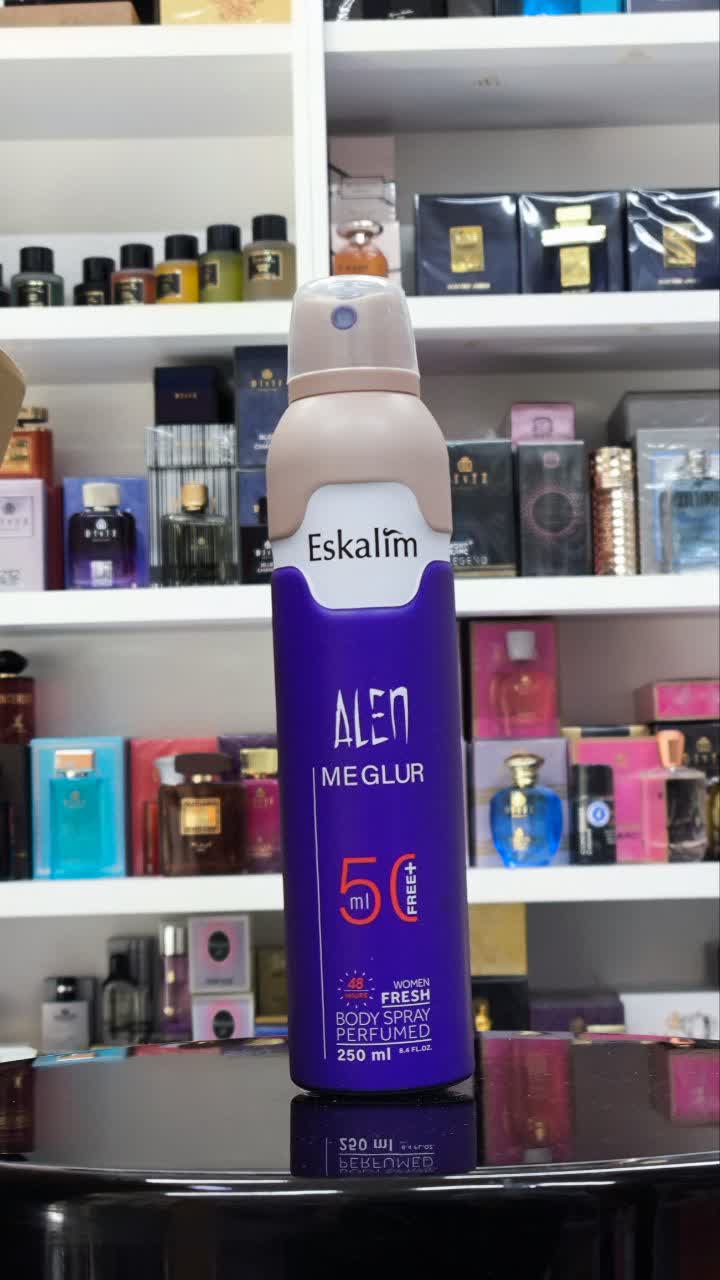 Eskalim
ALEN
MEGLUR
50
ml
FREE+
48
HOURS
WOMEN
FRESH
BODY SPRAY
PERFUMED
250 ml 8.4 FL.OZ.